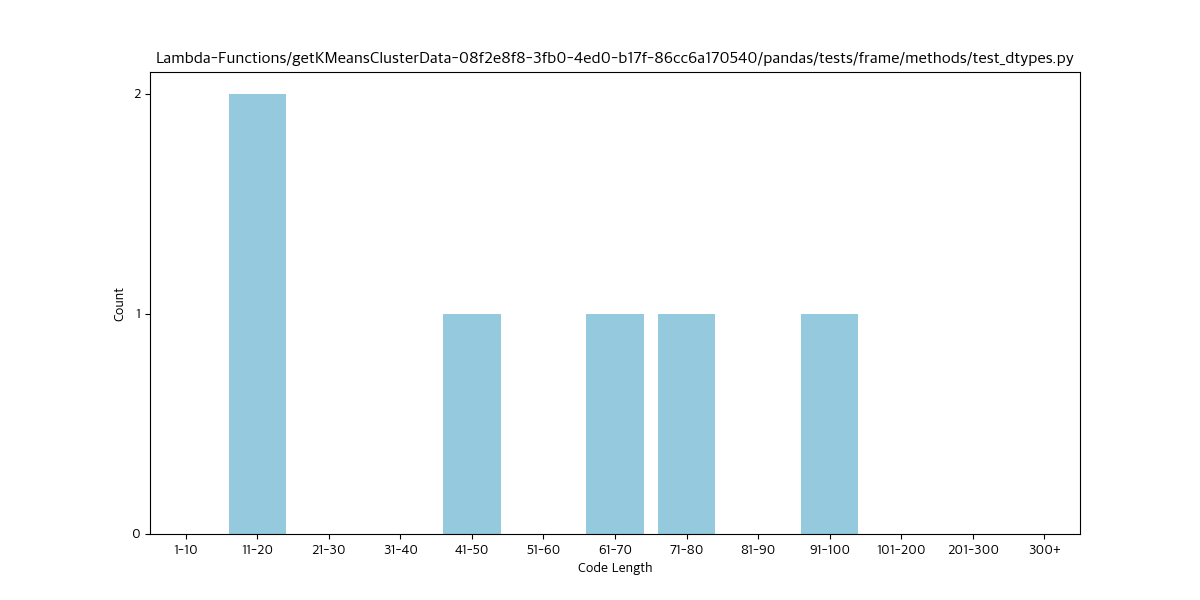 Lambda-Functions/getKMeansClusterData-08f2e8f8-3fb0-4ed0-b17f-86cc6a170540/pandas/tests/frame/methods/test_dtypes.py
2
1
0
Count
1-10 11-20 21-30 31-40 41-50 51-60 61-70 71-80 81-90 91-100 101-200 201-300 300+
Code Length